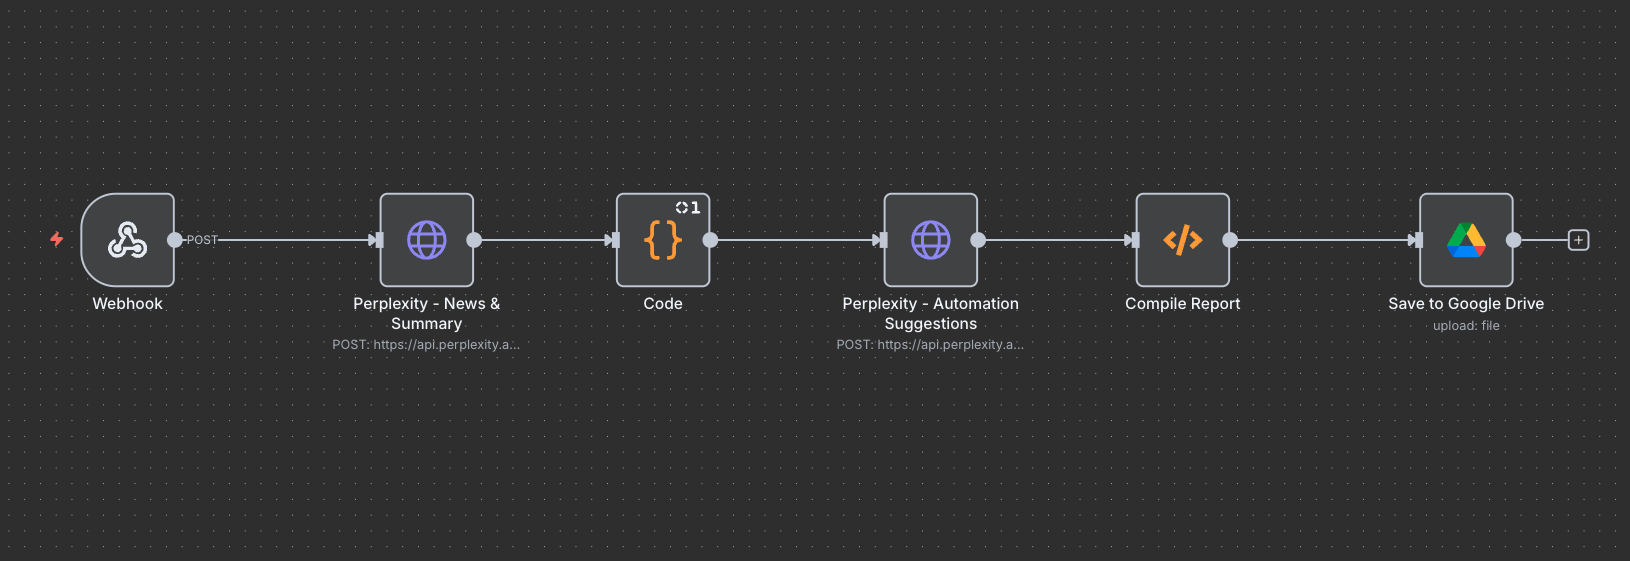 1
POST
Webhook
Perplexity - News &
Summary
POST: https://api.perplexity.a...
Code
Perplexity - Automation
Suggestions
POST: https://api.perplexity.a...
Compile Report
Save to Google Drive
upload: file